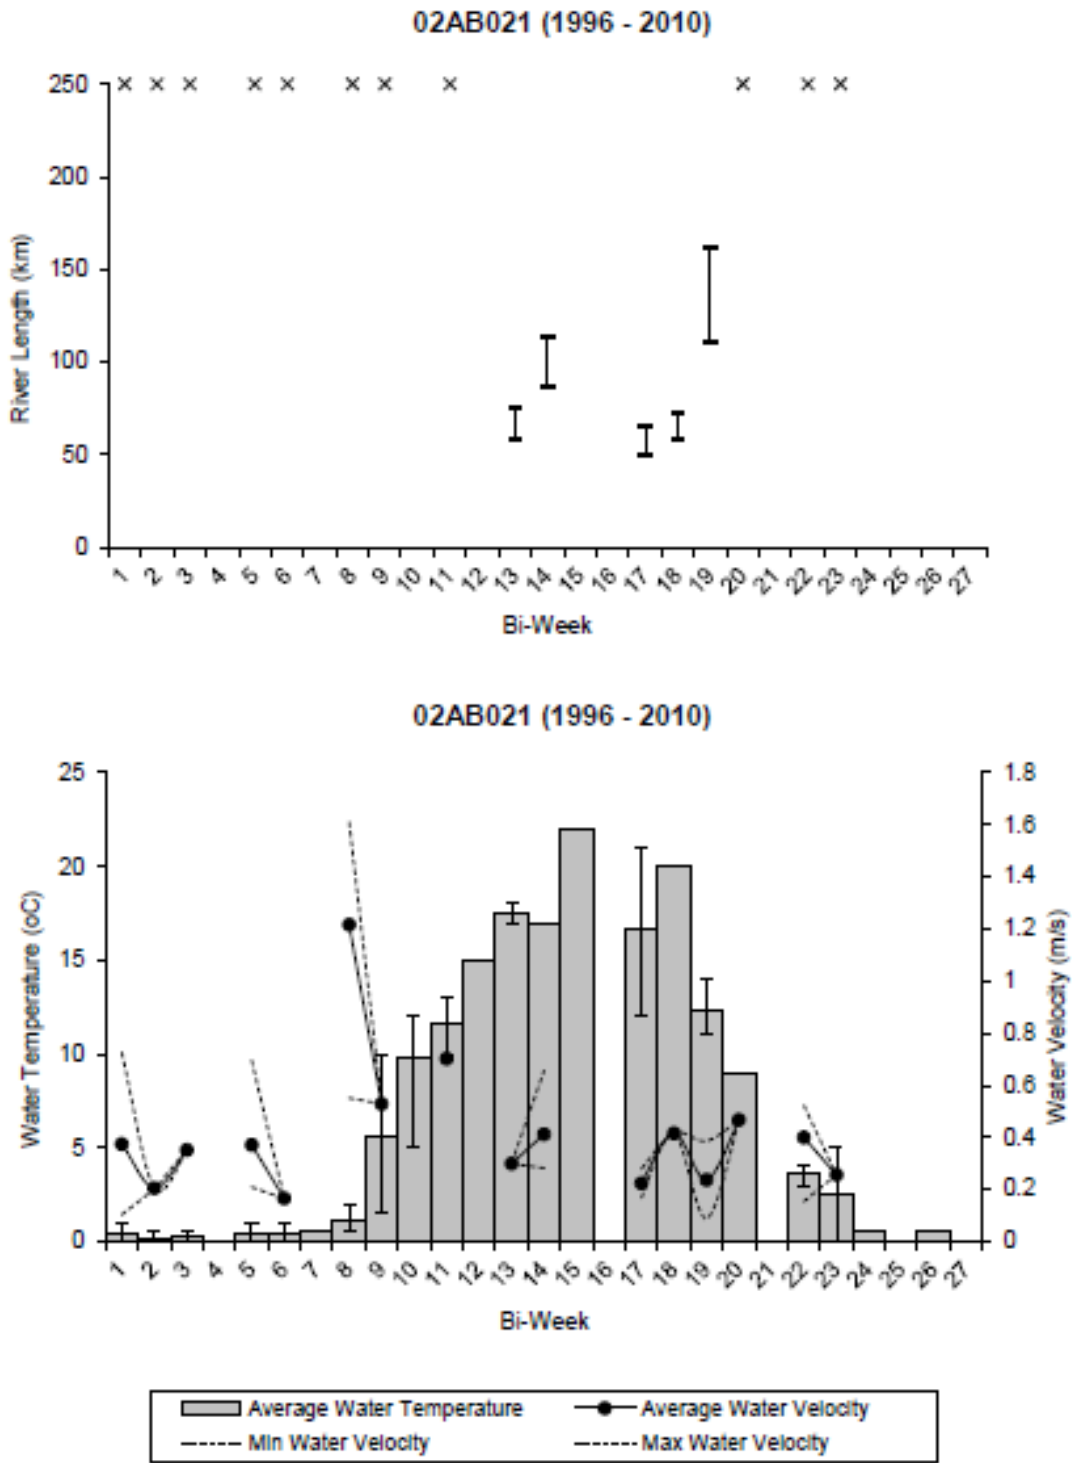 02AB021 (1996 - 2010)
250
200
150
100
50
0
River Length (km)
1 2 3 4 5 6 7 8 9 10 11 12 13 14 15 16 17 18 19 20 21 22 23 24 25 26 27
Bi-Week
02AB021 (1996 - 2010)
25
20
15
10
5
0
Water Temperature (oC)
1.8
1.6
1.4
1.2
1
0.8
0.6
0.4
0.2
0
Water Velocity (m/s)
1 2 3 4 5 6 7 8 9 10 11 12 13 14 15 16 17 18 19 20 21 22 23 24 25 26 27
Bi-Week
Average Water Temperature
Average Water Velocity
Min Water Velocity
Max Water Velocity